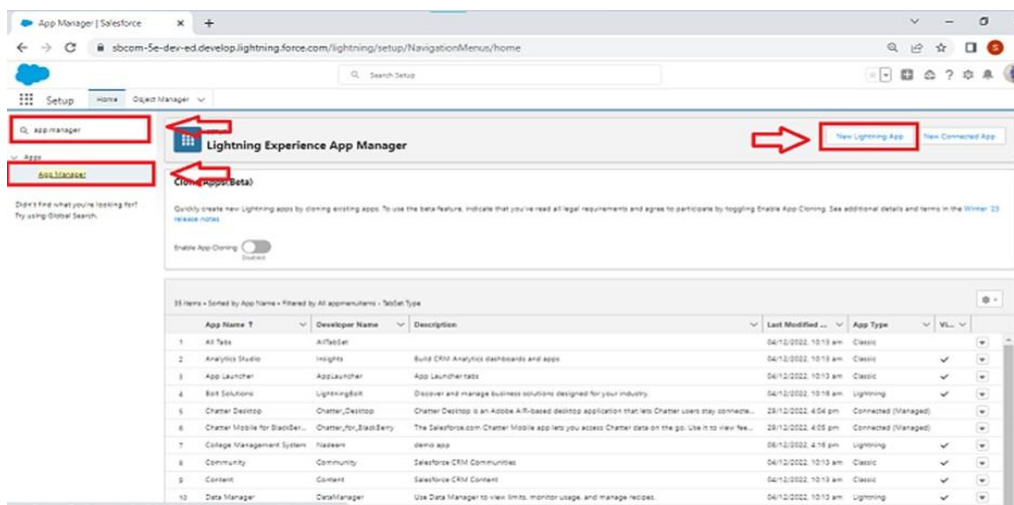 App Manager | Salesforce
sbcom-5e-dev-ed.develop.lightning.force.com/lightning/setup/NavigationMenus/home
S
Search Setup
Setup Home Object Manager
app manager
Apps
App Manager
Didn't find what you're looking for?
Try using Global Search.
Lightning Experience App Manager
New Lightning App New Connected App
Clone Apps(Beta)
Quickly create new Lightning apps by cloning existing apps. To use the beta feature, indicate that you've read all legal requirements and agree to participate by toggling Enable App Cloning. See additional details and terms in the Winter '23
release notes
Enable App Cloning
Disabled
35 items • Sorted by App Name • Filtered by All appmenuitems - TabSet Type
App Name ↑ Developer Name Description Last Modified ... App Type Vi...
1 All Tabs AllTabSet 04/12/2022, 10:13 am Classic
2 Analytics Studio Insights Build CRM Analytics dashboards and apps 04/12/2022, 10:13 am Classic
3 App Launcher AppLauncher App Launcher tabs 04/12/2022, 10:13 am Classic
4 Bolt Solutions LightningBolt Discover and manage business solutions designed for your industry. 04/12/2022, 10:18 am Lightning
5 Chatter Desktop Chatter_Desktop Chatter Desktop is an Adobe AIR-based desktop application that lets Chatter users stay connecte... 29/12/2022, 4:04 pm Connected (Managed)
6 Chatter Mobile for BlackBer... Chatter_for_BlackBerry The Salesforce.com Chatter Mobile app lets you access Chatter data on the go. Use it to view fee... 29/12/2022, 4:05 pm Connected (Managed)
7 College Management System Nadeem demo app 08/12/2022, 4:16 pm Lightning
8 Community Community Salesforce CRM Communities 04/12/2022, 10:13 am Classic
9 Content Content Salesforce CRM Content 04/12/2022, 10:13 am Classic
10 Data Manager DataManager Use Data Manager to view limits, monitor usage, and manage recipes. 04/12/2022, 10:13 am Lightning